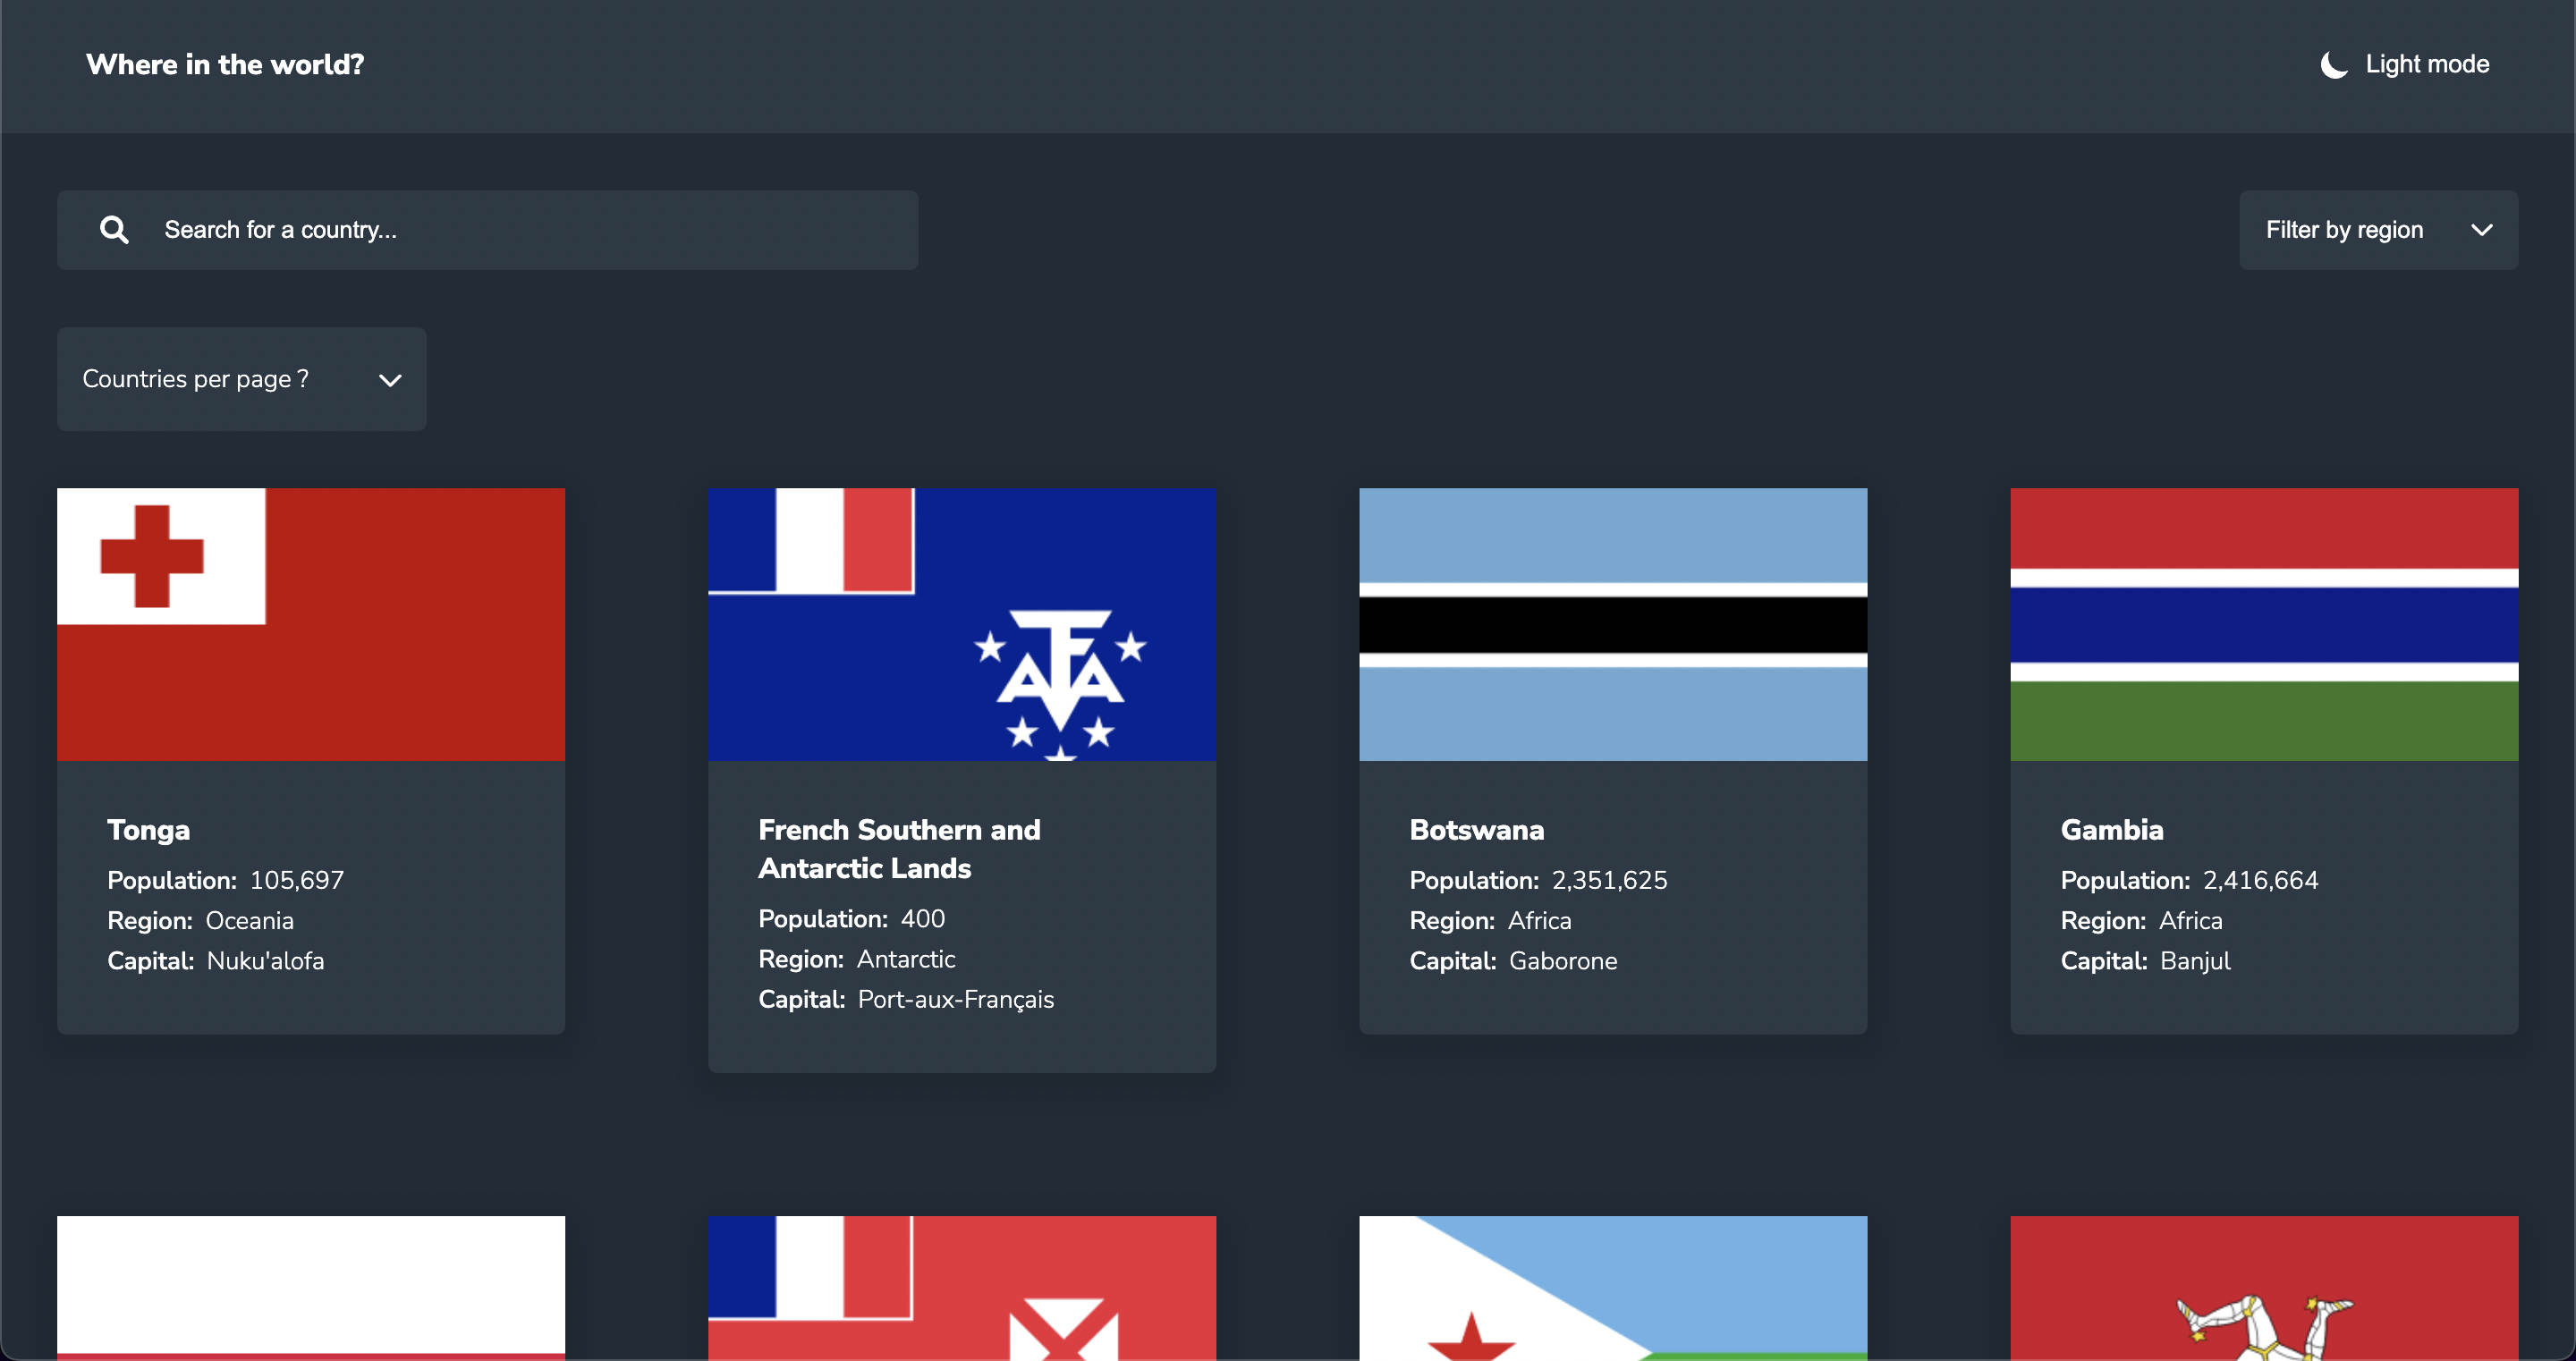 Where in the world?
Light mode
Search for a country...
Filter by region
Countries per page ?
Tonga
Population: 105,697
Region: Oceania
Capital: Nuku'alofa
French Southern and
Antarctic Lands
Population: 400
Region: Antarctic
Capital: Port-aux-Français
Botswana
Population: 2,351,625
Region: Africa
Capital: Gaborone
Gambia
Population: 2,416,664
Region: Africa
Capital: Banjul